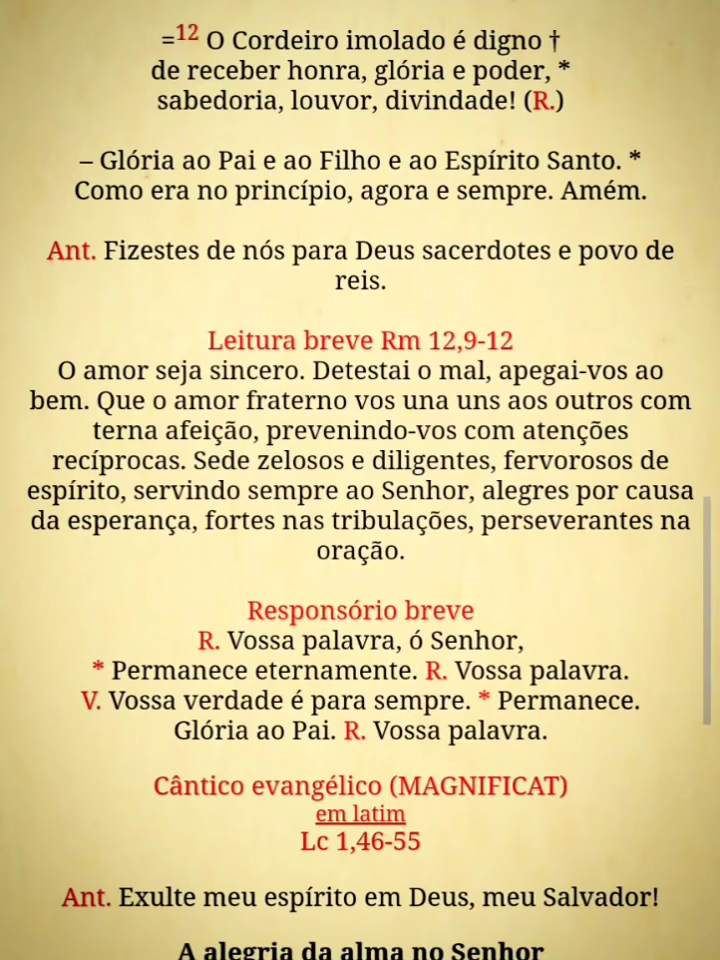 =12 O Cordeiro imolado é digno †
de receber honra, glória e poder, *
sabedoria, louvor, divindade! (R.)
– Glória ao Pai e ao Filho e ao Espírito Santo. *
Como era no princípio, agora e sempre. Amém.
Ant. Fizestes de nós para Deus sacerdotes e povo de
reis.
Leitura breve Rm 12,9-12
O amor seja sincero. Detestai o mal, apegai-vos ao
bem. Que o amor fraterno vos una uns aos outros com
terna afeição, prevenindo-vos com atenções
recíprocas. Sede zelosos e diligentes, fervorosos de
espírito, servindo sempre ao Senhor, alegres por causa
da esperança, fortes nas tribulações, perseverantes na
oração.
Responsório breve
R. Vossa palavra, ó Senhor,
* Permanece eternamente. R. Vossa palavra.
V. Vossa verdade é para sempre. * Permanece.
Glória ao Pai. R. Vossa palavra.
Cântico evangélico (MAGNIFICAT)
em latim
Lc 1,46-55
Ant. Exulte meu espírito em Deus, meu Salvador!
A alegria da alma no Senhor